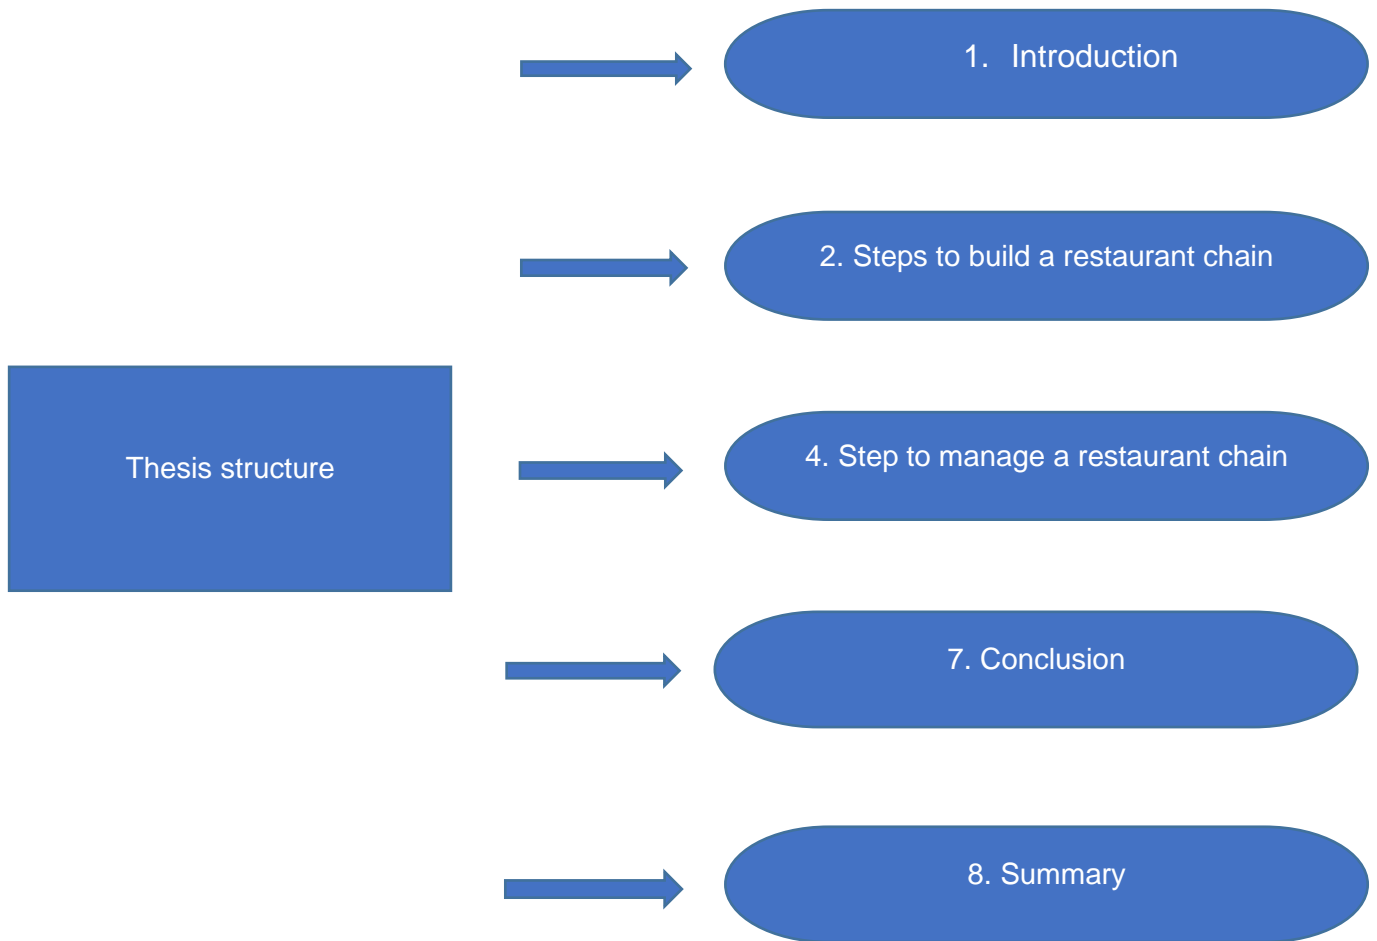 1. Introduction
2. Steps to build a restaurant chain
Thesis structure
4. Step to manage a restaurant chain
7. Conclusion
8. Summary